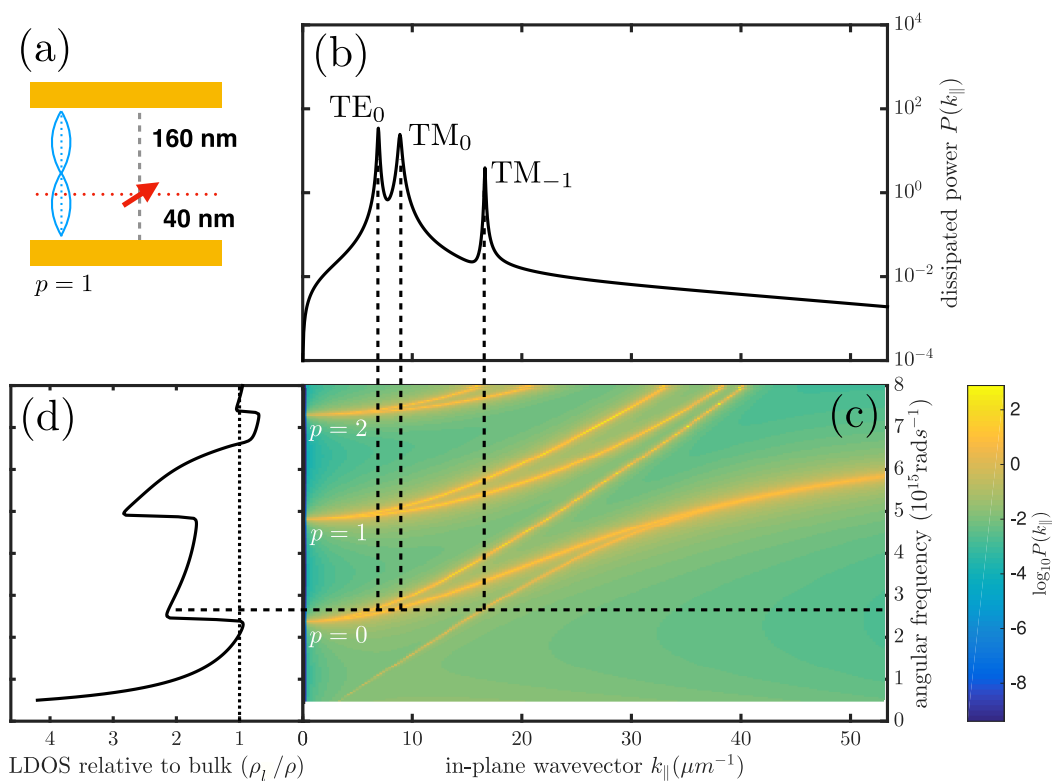 (a)
160 nm
40 nm
p = 1
(b)
TE₀
TM₀
TM₋₁
10⁴
10²
10⁰
10⁻²
10⁻⁴
dissipated power P(k∥)
(d)
4 3 2 1
LDOS relative to bulk (ρₗ/ρ)
(c)
p = 2
p = 1
p = 0
0 10 20 30 40 50
in-plane wavevector k∥(μm⁻¹)
8
7
6
5
4
3
2
1
0
angular frequency (10¹⁵rads⁻¹)
2
0
-2
-4
-6
-8
log₁₀P(k∥)